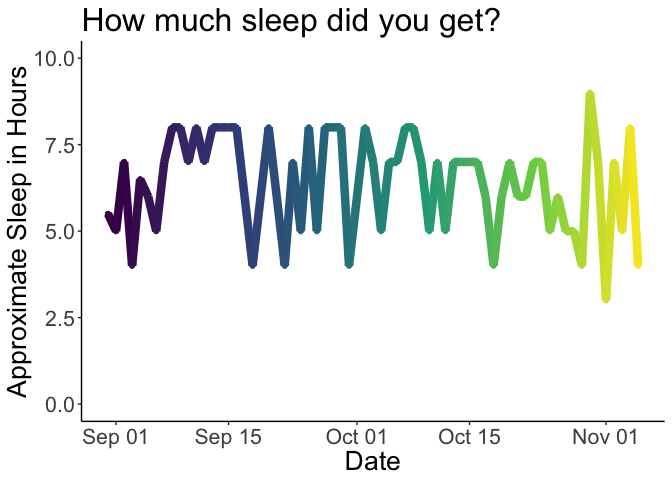 How much sleep did you get?
Approximate Sleep in Hours
10.0
7.5
5.0
2.5
0.0
Sep 01 Sep 15 Oct 01 Oct 15 Nov 01
Date